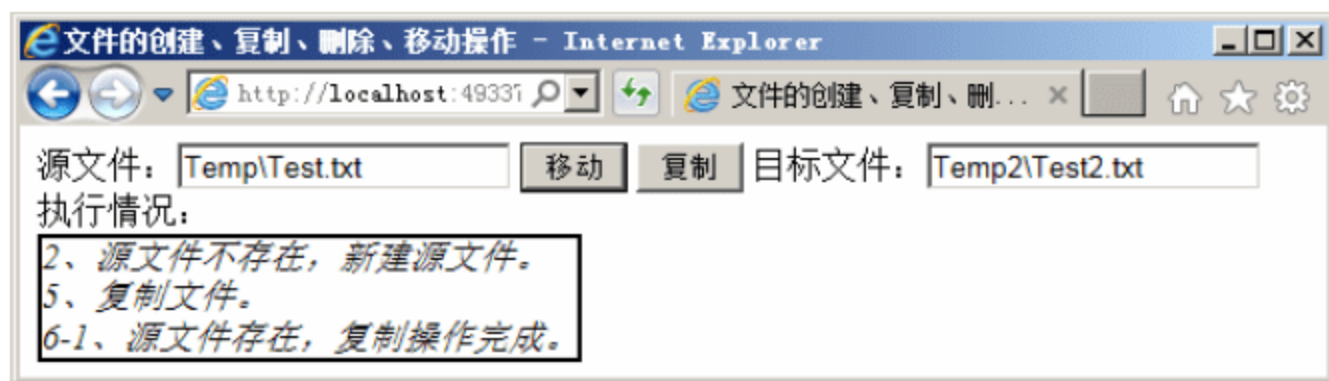 文件的创建、复制、删除、移动操作 - Internet Explorer
http://localhost:49337 文件的创建、复制、删... ×
源文件： Temp\Test.txt 移动 复制 目标文件： Temp2\Test2.txt
执行情况：
2、源文件不存在，新建源文件。
5、复制文件。
6-1、源文件存在，复制操作完成。